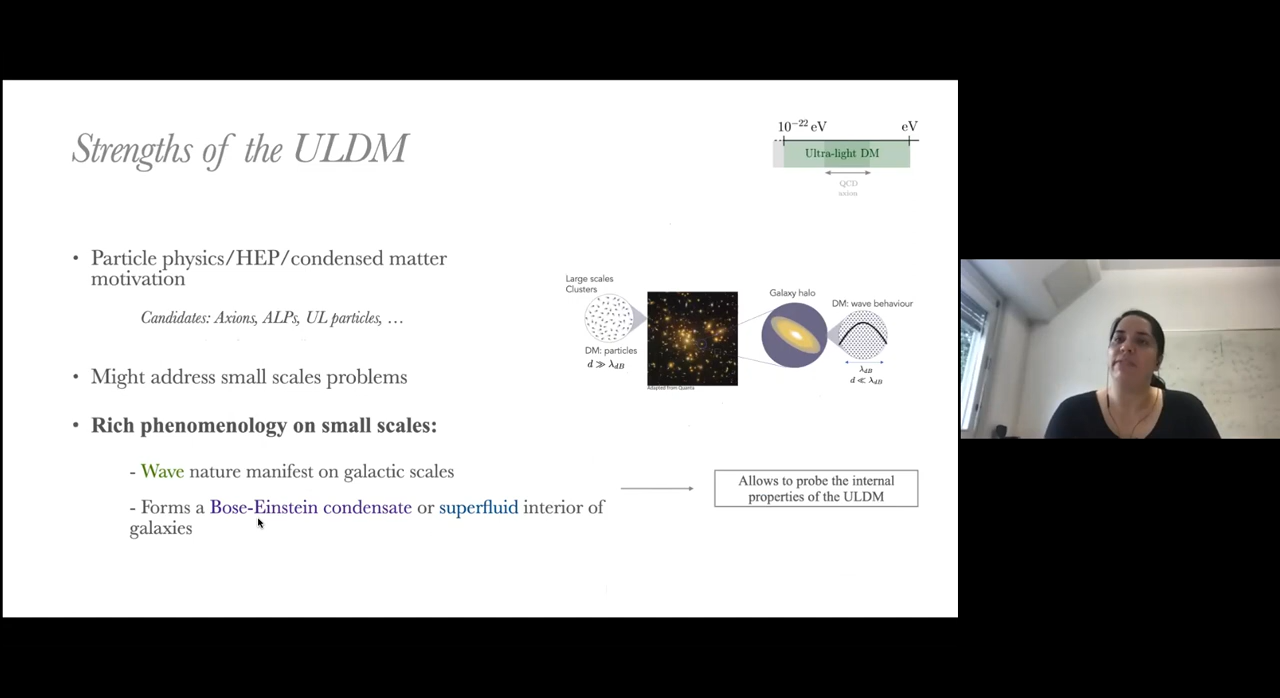 Strengths of the ULDM
10⁻²² eV
eV
Ultra-light DM
QCD
axion
• Particle physics/HEP/condensed matter
motivation
Candidates: Axions, ALPs, UL particles, …
• Might address small scales problems
• Rich phenomenology on small scales:
- Wave nature manifest on galactic scales
- Forms a Bose-Einstein condensate or superfluid interior of
galaxies
Large scales
Clusters
DM: particles
d ≫ λdB
Adapted from Quanta
Galaxy halo
DM: wave behaviour
λdB
d ≪ λdB
Allows to probe the internal
properties of the ULDM